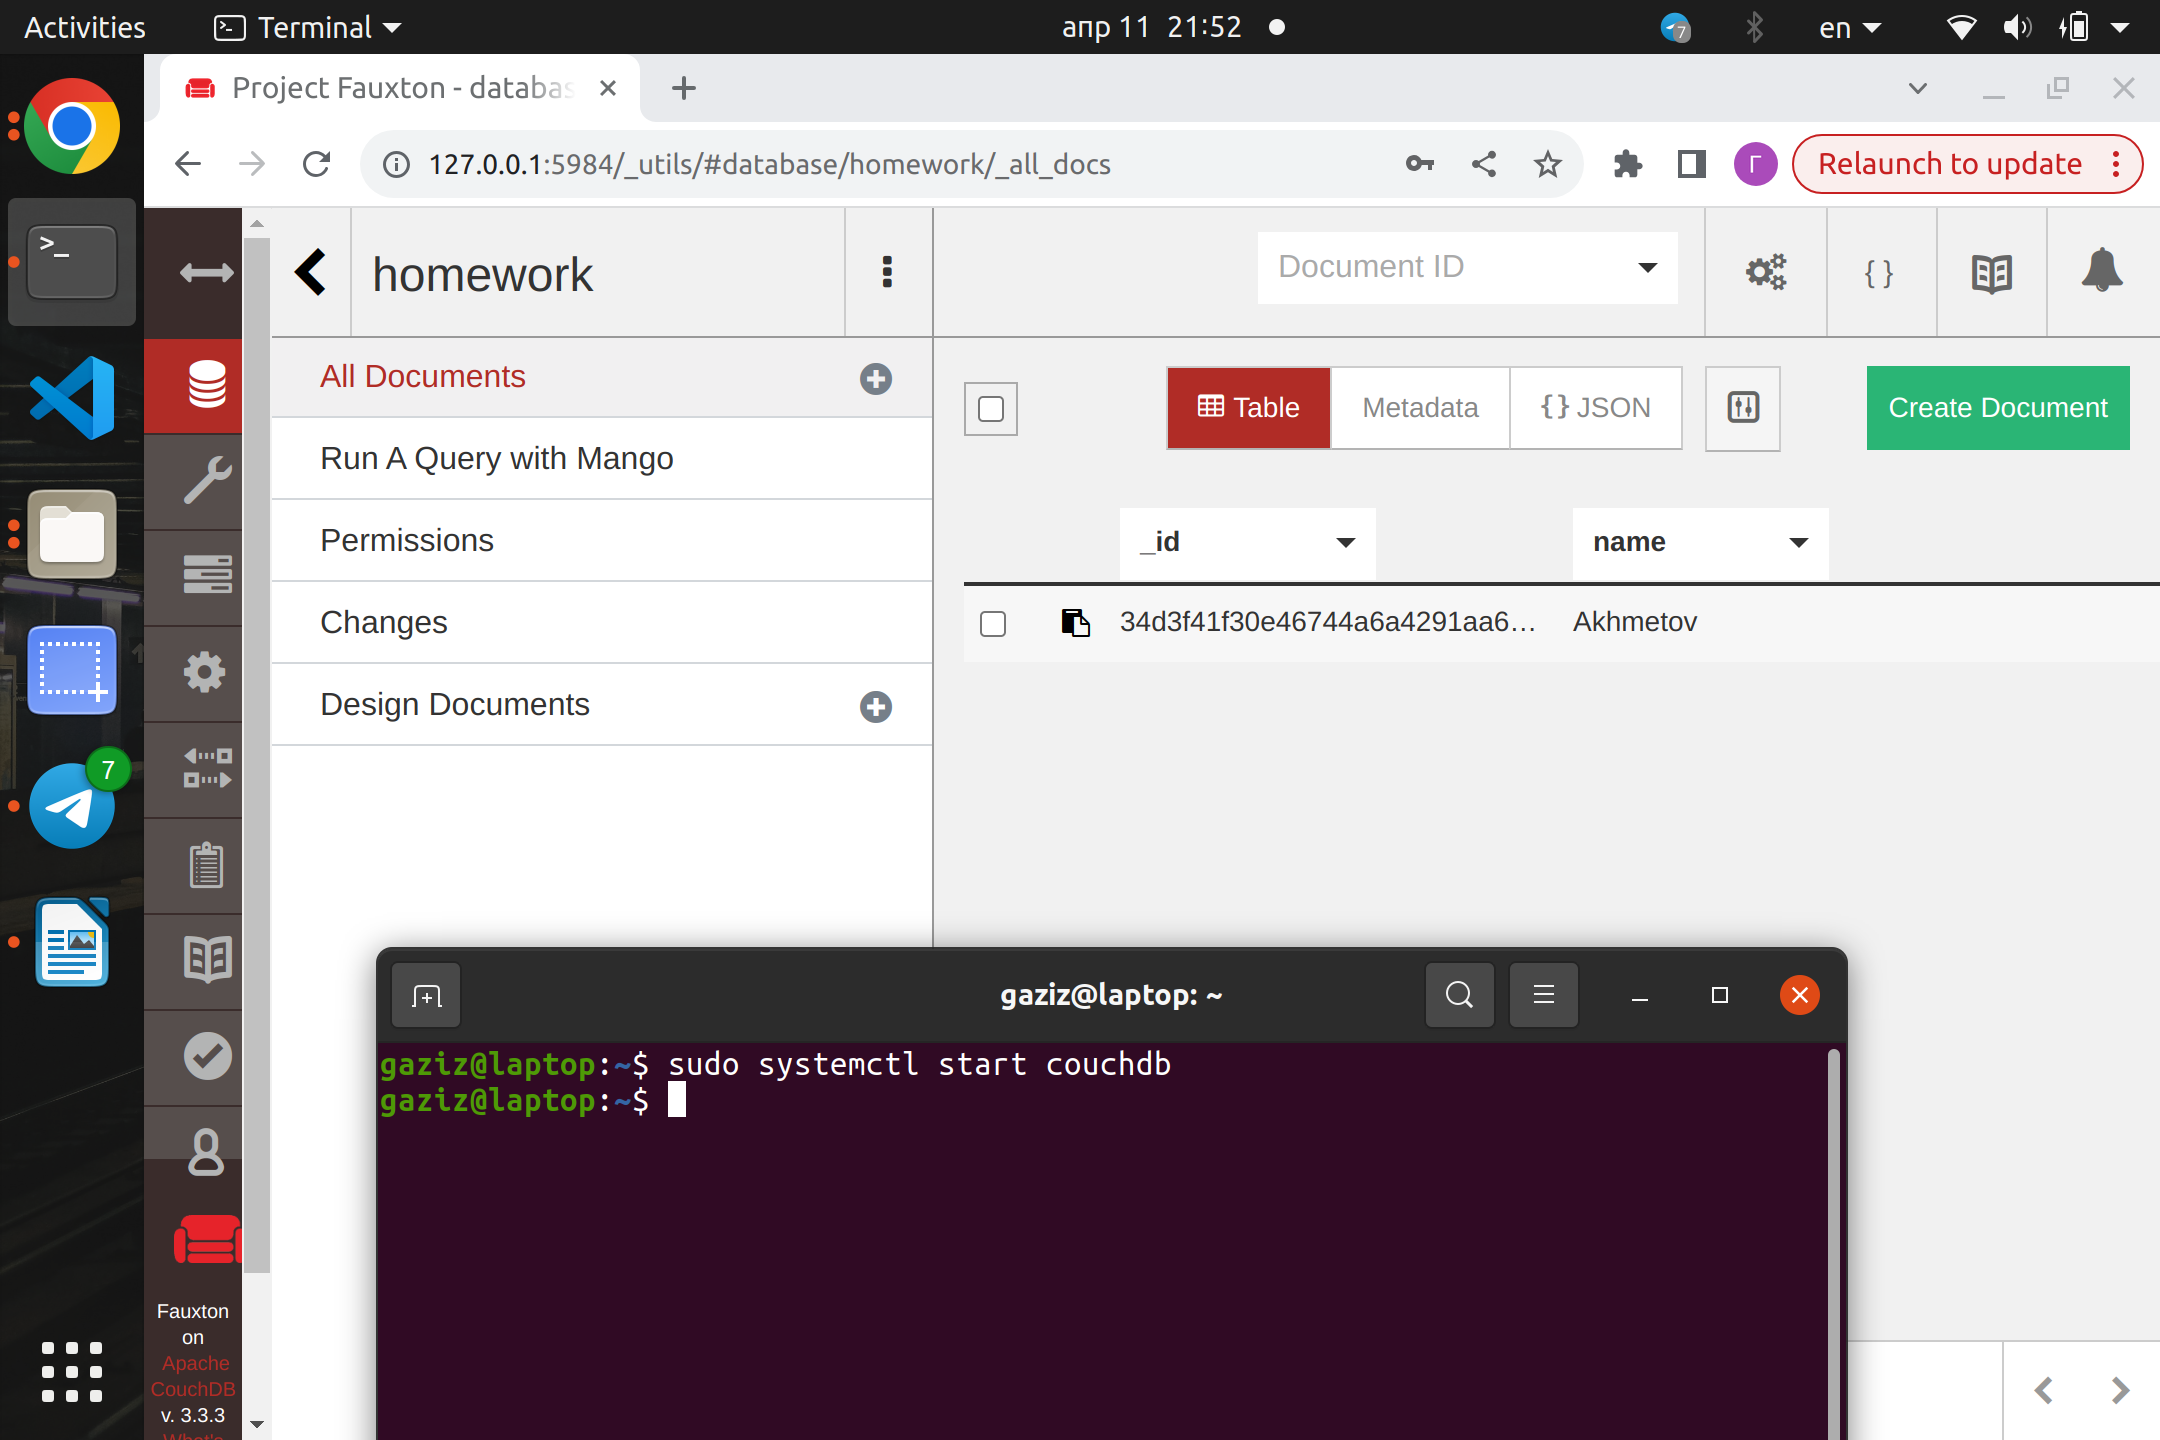 Activities
Terminal
апр 11 21:52
7
en
Project Fauxton - databas
127.0.0.1:5984/_utils/#database/homework/_all_docs
Г
Relaunch to update
homework
Document ID
{ }
All Documents
Run A Query with Mango
Permissions
Changes
Design Documents
Table
Metadata
{} JSON
Create Document
_id
name
34d3f41f30e46744a6a4291aa6…
Akhmetov
7
Fauxton
on
Apache
CouchDB
v. 3.3.3
What's
gaziz@laptop: ~
gaziz@laptop:~$ sudo systemctl start couchdb
gaziz@laptop:~$